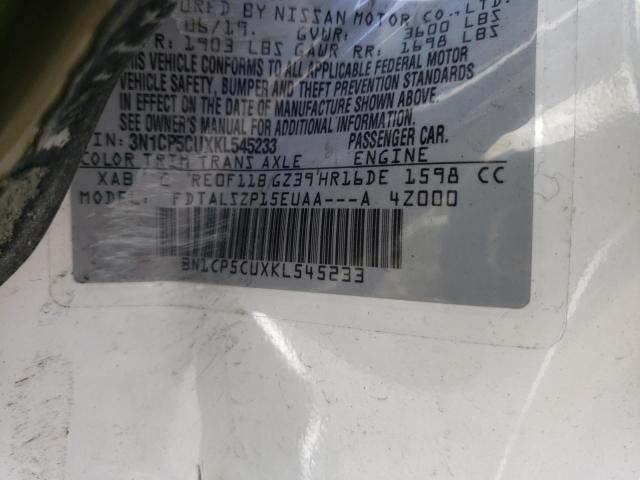 URED BY NISSAN MOTOR CO., LTD.
06/19. GVWR: 3600 LBS
R: 1903 LBS GAWR RR: 1698 LBS
THIS VEHICLE CONFORMS TO ALL APPLICABLE FEDERAL MOTOR
VEHICLE SAFETY, BUMPER, AND THEFT PREVENTION STANDARDS
IN EFFECT ON THE DATE OF MANUFACTURE SHOWN ABOVE.
SEE OWNER'S MANUAL FOR ADDITIONAL INFORMATION.
IN: 3N1CP5CUXKL545233 PASSENGER CAR.
COLOR TRIM TRANS AXLE ENGINE
XAB C RE0F11B GZ39 HR16DE 1598 CC
MODEL: FDTALSZP15EUAA---A 4Z000
3N1CP5CUXKL545233